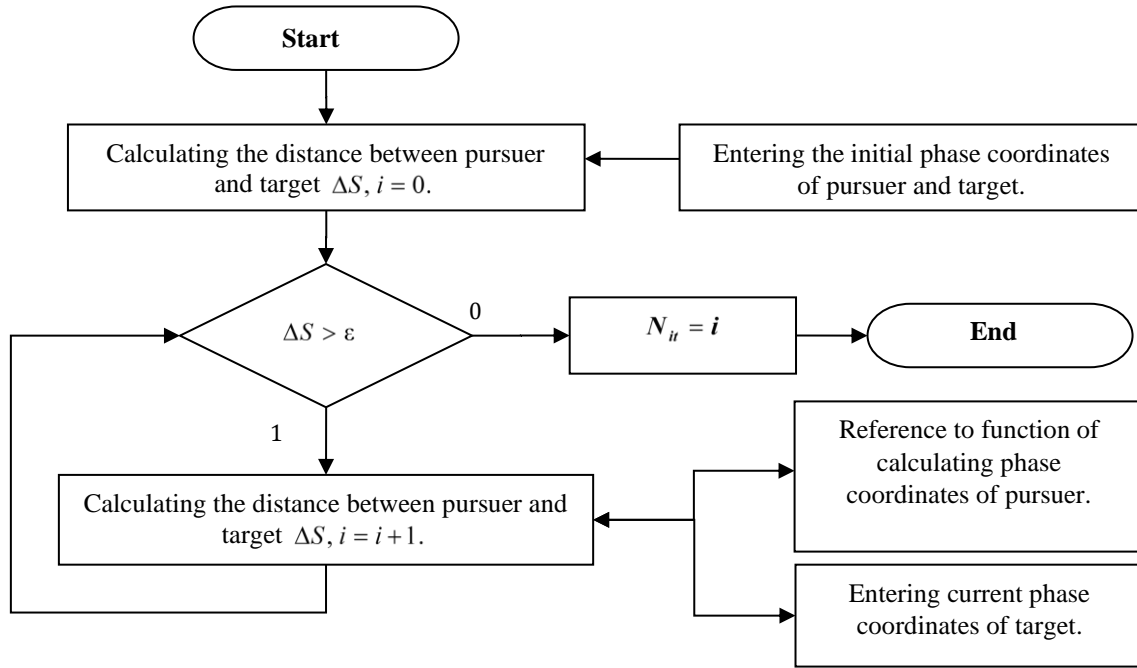 Start
Calculating the distance between pursuer
and target ΔS, i = 0.
Entering the initial phase coordinates
of pursuer and target.
ΔS > ε
0
N_it = i
End
1
Calculating the distance between pursuer and
target ΔS, i = i+1.
Reference to function of
calculating phase
coordinates of pursuer.
Entering current phase
coordinates of target.